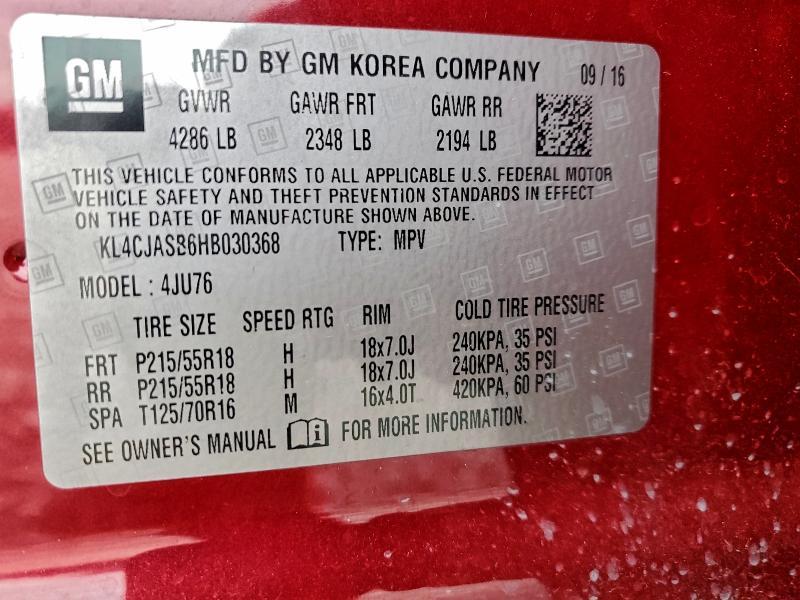 GM
MFD BY GM KOREA COMPANY 09 / 16
GVWR GAWR FRT GAWR RR
4286 LB 2348 LB 2194 LB
THIS VEHICLE CONFORMS TO ALL APPLICABLE U.S. FEDERAL MOTOR
VEHICLE SAFETY AND THEFT PREVENTION STANDARDS IN EFFECT
ON THE DATE OF MANUFACTURE SHOWN ABOVE.
KL4CJASB6HB030368 TYPE: MPV
MODEL : 4JU76
TIRE SIZE SPEED RTG RIM COLD TIRE PRESSURE
FRT P215/55R18 H 18x7.0J 240KPA, 35 PSI
RR P215/55R18 H 18x7.0J 240KPA, 35 PSI
SPA T125/70R16 M 16x4.0T 420KPA, 60 PSI
SEE OWNER'S MANUAL FOR MORE INFORMATION.